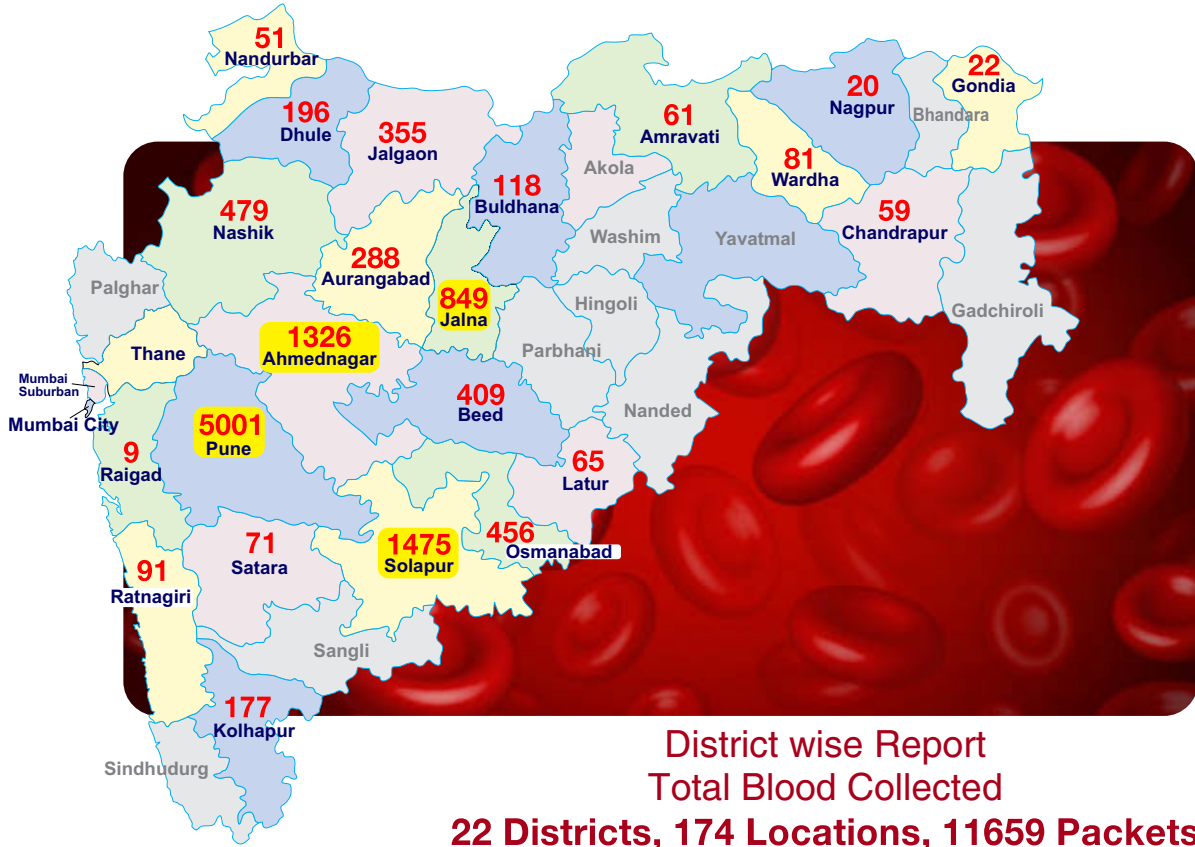 51
Nandurbar
196
Dhule
355
Jalgaon
118
Buldhana
Akola
61
Amravati
20
Nagpur
Bhandara
22
Gondia
81
Wardha
479
Nashik
288
Aurangabad
849
Jalna
Washim
Yavatmal
59
Chandrapur
Palghar
Hingoli
Gadchiroli
1326
Ahmednagar
Parbhani
Thane
Mumbai
Suburban
Mumbai City
409
Beed
Nanded
5001
Pune
9
Raigad
65
Latur
71
Satara
1475
Solapur
456
Osmanabad
91
Ratnagiri
Sangli
177
Kolhapur
Sindhudurg
District wise Report
Total Blood Collected
22 Districts, 174 Locations, 11659 Packets